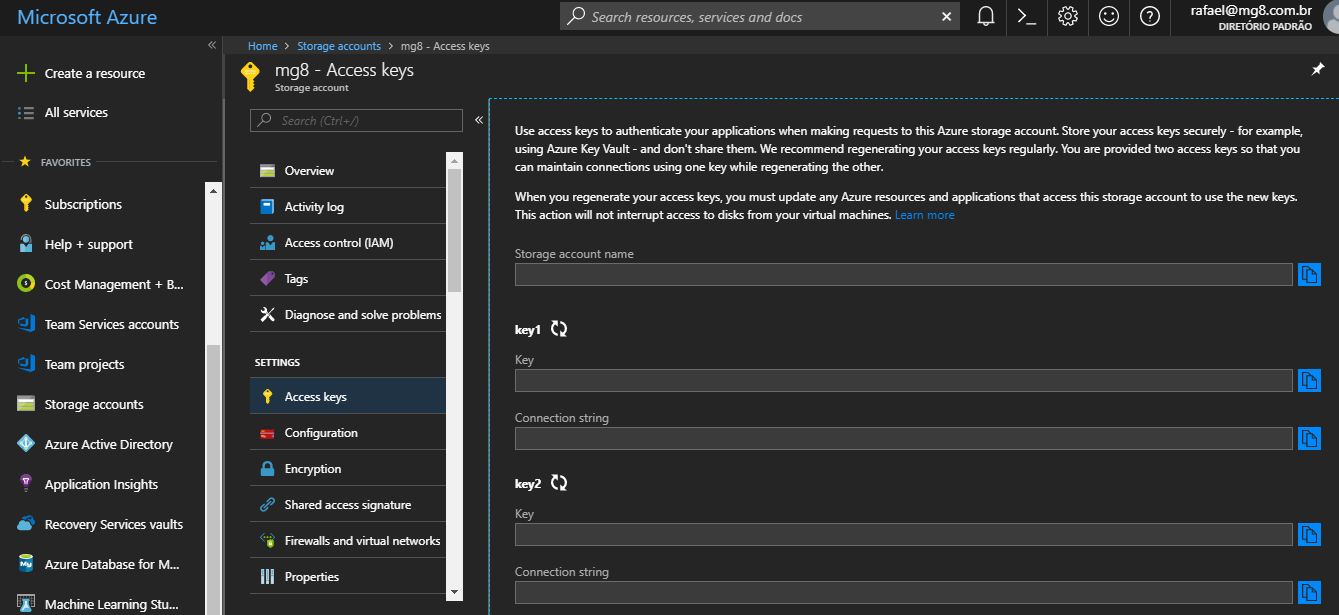 Microsoft Azure
Search resources, services and docs
rafael@mg8.com.br
DIRETÓRIO PADRÃO
Create a resource
All services
FAVORITES
Subscriptions
Help + support
Cost Management + B...
Team Services accounts
Team projects
Storage accounts
Azure Active Directory
Application Insights
Recovery Services vaults
Azure Database for M...
Machine Learning Stu...
Home > Storage accounts > mg8 - Access keys
mg8 - Access keys
Storage account
Search (Ctrl+/)
Overview
Activity log
Access control (IAM)
Tags
Diagnose and solve problems
SETTINGS
Access keys
Configuration
Encryption
Shared access signature
Firewalls and virtual networks
Properties
Use access keys to authenticate your applications when making requests to this Azure storage account. Store your access keys securely - for example,
using Azure Key Vault - and don't share them. We recommend regenerating your access keys regularly. You are provided two access keys so that you
can maintain connections using one key while regenerating the other.
When you regenerate your access keys, you must update any Azure resources and applications that access this storage account to use the new keys.
This action will not interrupt access to disks from your virtual machines. Learn more
Storage account name
key1
Key
Connection string
key2
Key
Connection string